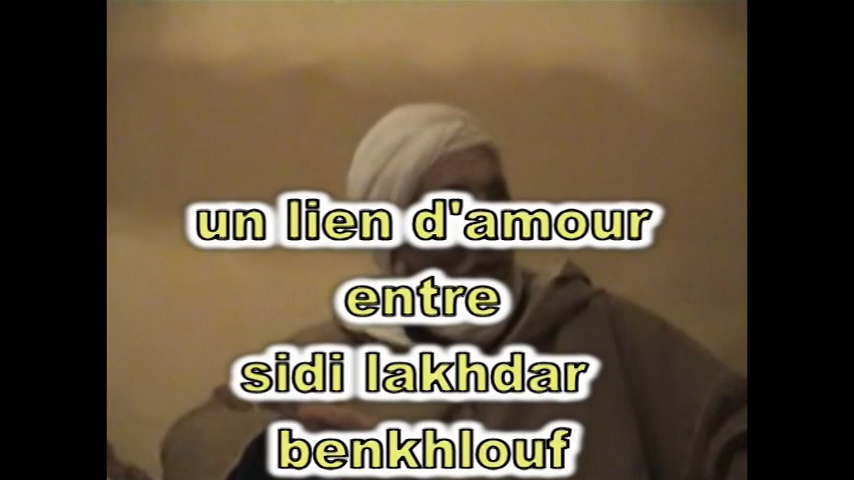 un lien d'amour
entre
sidi lakhdar
benkhlouf